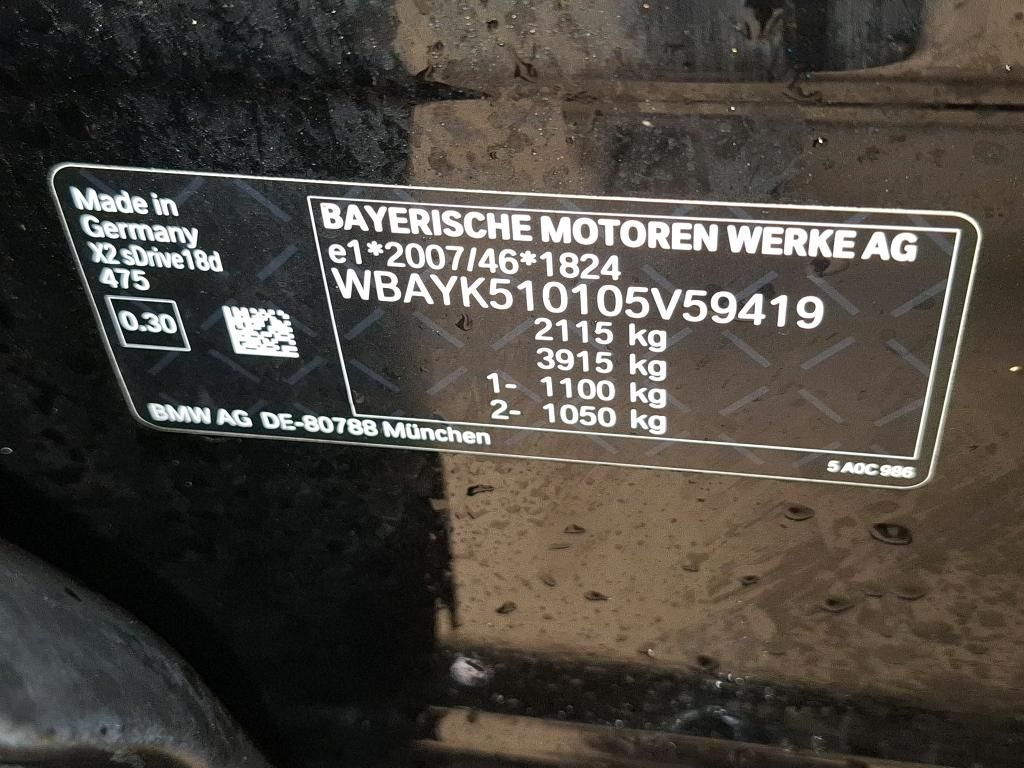 Made in
Germany
X2 sDrive18d
475
0.30
BAYERISCHE MOTOREN WERKE AG
e1*2007/46*1824
WBAYK510105V59419
2115 kg
3915 kg
1- 1100 kg
2- 1050 kg
BMW AG DE-80788 München
5 A0C 986